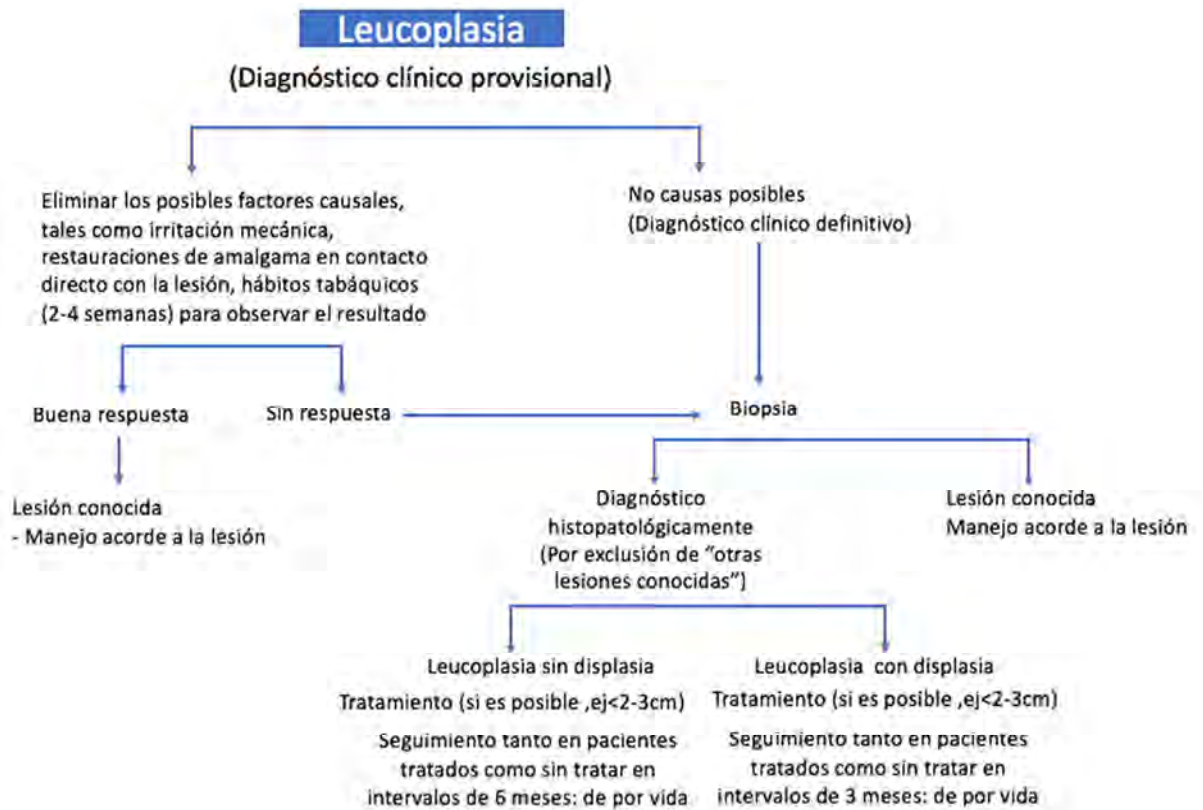 Leucoplasia
(Diagnóstico clínico provisional)
Eliminar los posibles factores causales,
tales como irritación mecánica,
restauraciones de amalgama en contacto
directo con la lesión, hábitos tabáquicos
(2-4 semanas) para observar el resultado
No causas posibles
(Diagnóstico clínico definitivo)
Buena respuesta
Sin respuesta
Biopsia
Lesión conocida
- Manejo acorde a la lesión
Diagnóstico
histopatológicamente
(Por exclusión de "otras
lesiones conocidas")
Lesión conocida
Manejo acorde a la lesión
Leucoplasia sin displasia
Tratamiento (si es posible ,ej<2-3cm)
Seguimiento tanto en pacientes
tratados como sin tratar en
intervalos de 6 meses: de por vida
Leucoplasia con displasia
Tratamiento (si es posible ,ej<2-3cm)
Seguimiento tanto en pacientes
tratados como sin tratar en
intervalos de 3 meses: de por vida